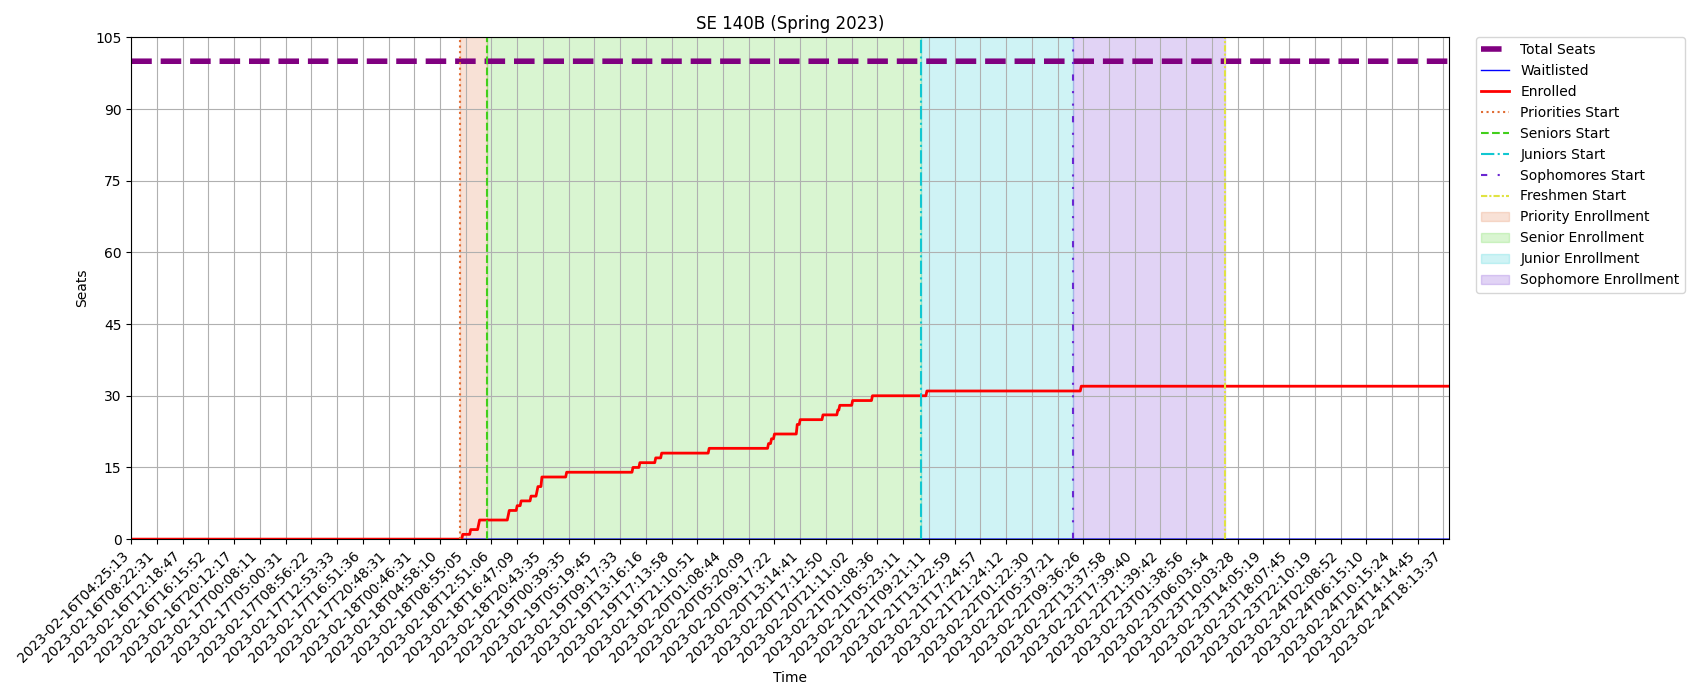 SE 140B (Spring 2023)
105
90
75
60
45
30
15
0
Seats
2023-02-16T04:25:13
2023-02-16T08:22:31
2023-02-16T12:18:47
2023-02-16T16:15:52
2023-02-16T20:12:17
2023-02-17T00:08:11
2023-02-17T05:00:31
2023-02-17T08:56:22
2023-02-17T12:53:33
2023-02-17T16:51:36
2023-02-17T20:48:31
2023-02-18T00:46:31
2023-02-18T04:58:10
2023-02-18T08:55:05
2023-02-18T12:51:06
2023-02-18T16:47:09
2023-02-18T20:43:35
2023-02-19T00:39:35
2023-02-19T05:19:45
2023-02-19T09:17:33
2023-02-19T13:16:16
2023-02-19T17:13:58
2023-02-19T21:10:51
2023-02-20T01:08:44
2023-02-20T05:20:09
2023-02-20T09:17:22
2023-02-20T13:14:41
2023-02-20T17:12:50
2023-02-20T21:11:02
2023-02-21T01:08:36
2023-02-21T05:23:11
2023-02-21T09:21:11
2023-02-21T13:22:59
2023-02-21T17:24:57
2023-02-21T21:24:12
2023-02-22T01:22:30
2023-02-22T05:37:21
2023-02-22T09:36:26
2023-02-22T13:37:58
2023-02-22T17:39:40
2023-02-22T21:39:42
2023-02-23T01:38:56
2023-02-23T06:03:54
2023-02-23T10:03:28
2023-02-23T14:05:19
2023-02-23T18:07:45
2023-02-23T22:10:19
2023-02-24T02:08:52
2023-02-24T06:15:10
2023-02-24T10:15:24
2023-02-24T14:14:45
2023-02-24T18:13:37
Time
Total Seats
Waitlisted
Enrolled
Priorities Start
Seniors Start
Juniors Start
Sophomores Start
Freshmen Start
Priority Enrollment
Senior Enrollment
Junior Enrollment
Sophomore Enrollment